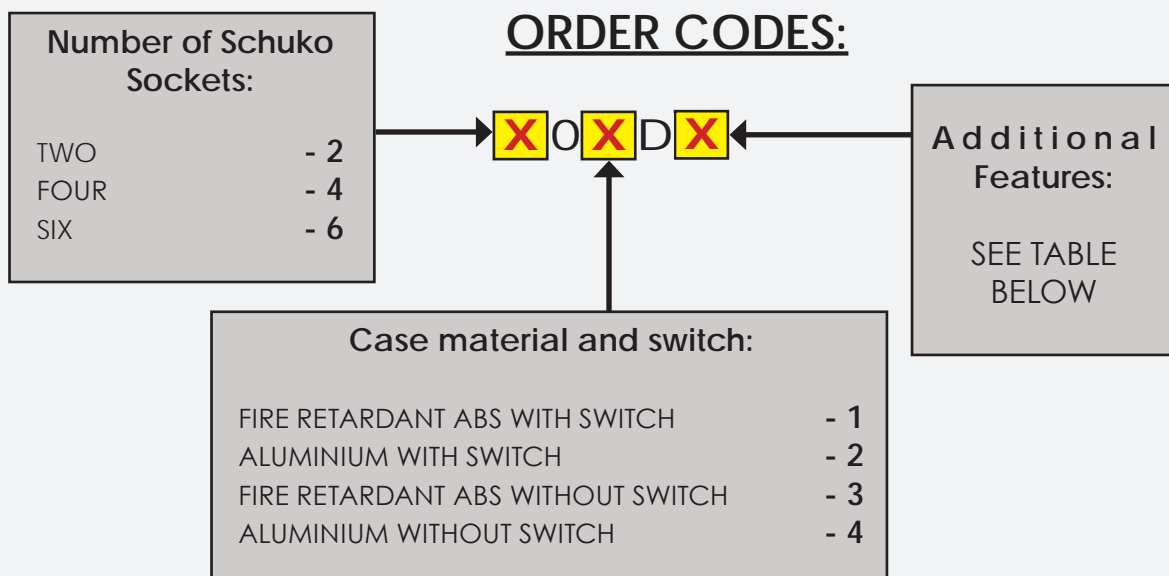 ORDER CODES:
Number of Schuko
Sockets:
TWO - 2
FOUR - 4
SIX - 6
X0XDX
Additional
Features:
SEE TABLE
BELOW
Case material and switch:
FIRE RETARDANT ABS WITH SWITCH - 1
ALUMINIUM WITH SWITCH - 2
FIRE RETARDANT ABS WITHOUT SWITCH - 3
ALUMINIUM WITHOUT SWITCH - 4